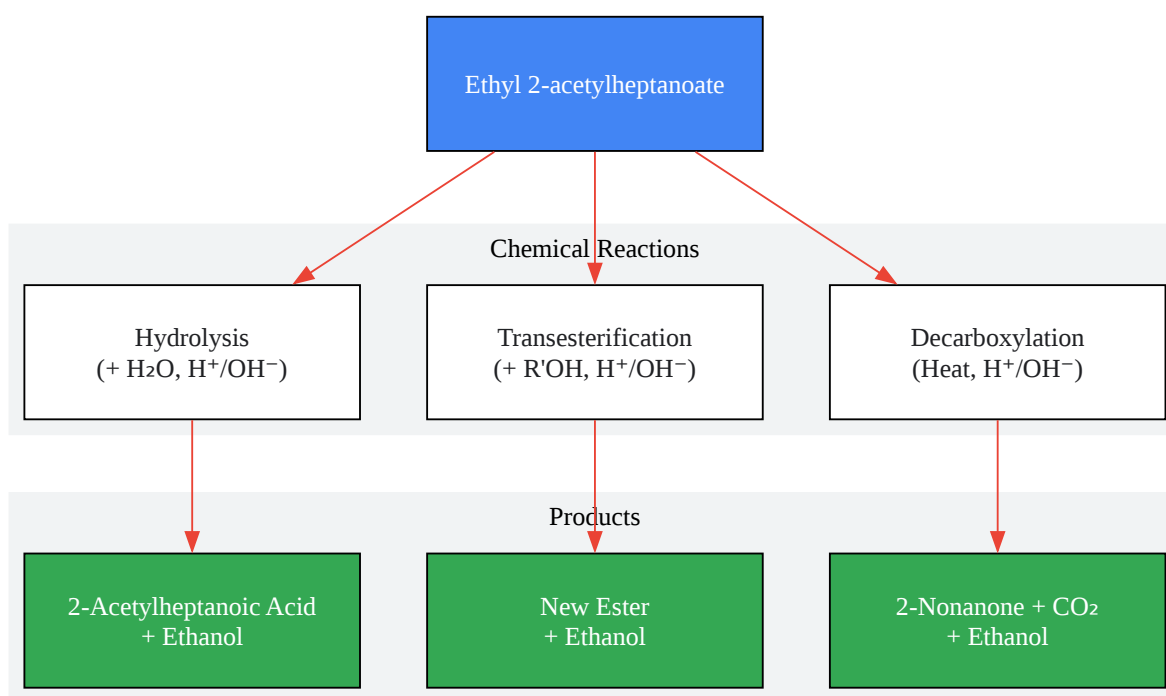 Ethyl 2-acetylheptanoate
Chemical Reactions
Hydrolysis
(+ H₂O, H⁺/OH⁻)
Transesterification
(+ R'OH, H⁺/OH⁻)
Decarboxylation
(Heat, H⁺/OH⁻)
Products
2-Acetylheptanoic Acid
+ Ethanol
New Ester
+ Ethanol
2-Nonanone + CO₂
+ Ethanol